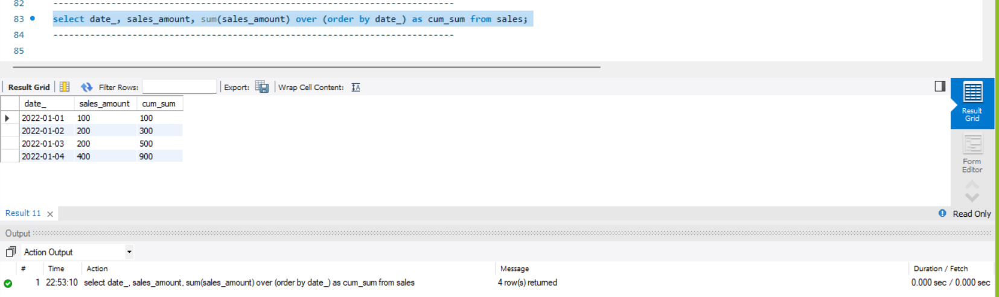 82 ----------------------------------------------------------------------------
83 select date_, sales_amount, sum(sales_amount) over (order by date_) as cum_sum from sales;
84 ----------------------------------------------------------------------------
85
Result Grid Filter Rows: Export: Wrap Cell Content: IA
date_ sales_amount cum_sum
2022-01-01 100 100
2022-01-02 200 300
2022-01-03 200 500
2022-01-04 400 900
Result
Grid
Form
Editor
Result 11 × Read Only
Output
Action Output
# Time Action Message Duration / Fetch
1 22:53:10 select date_, sales_amount, sum(sales_amount) over (order by date_) as cum_sum from sales 4 row(s) returned 0.000 sec / 0.000 sec